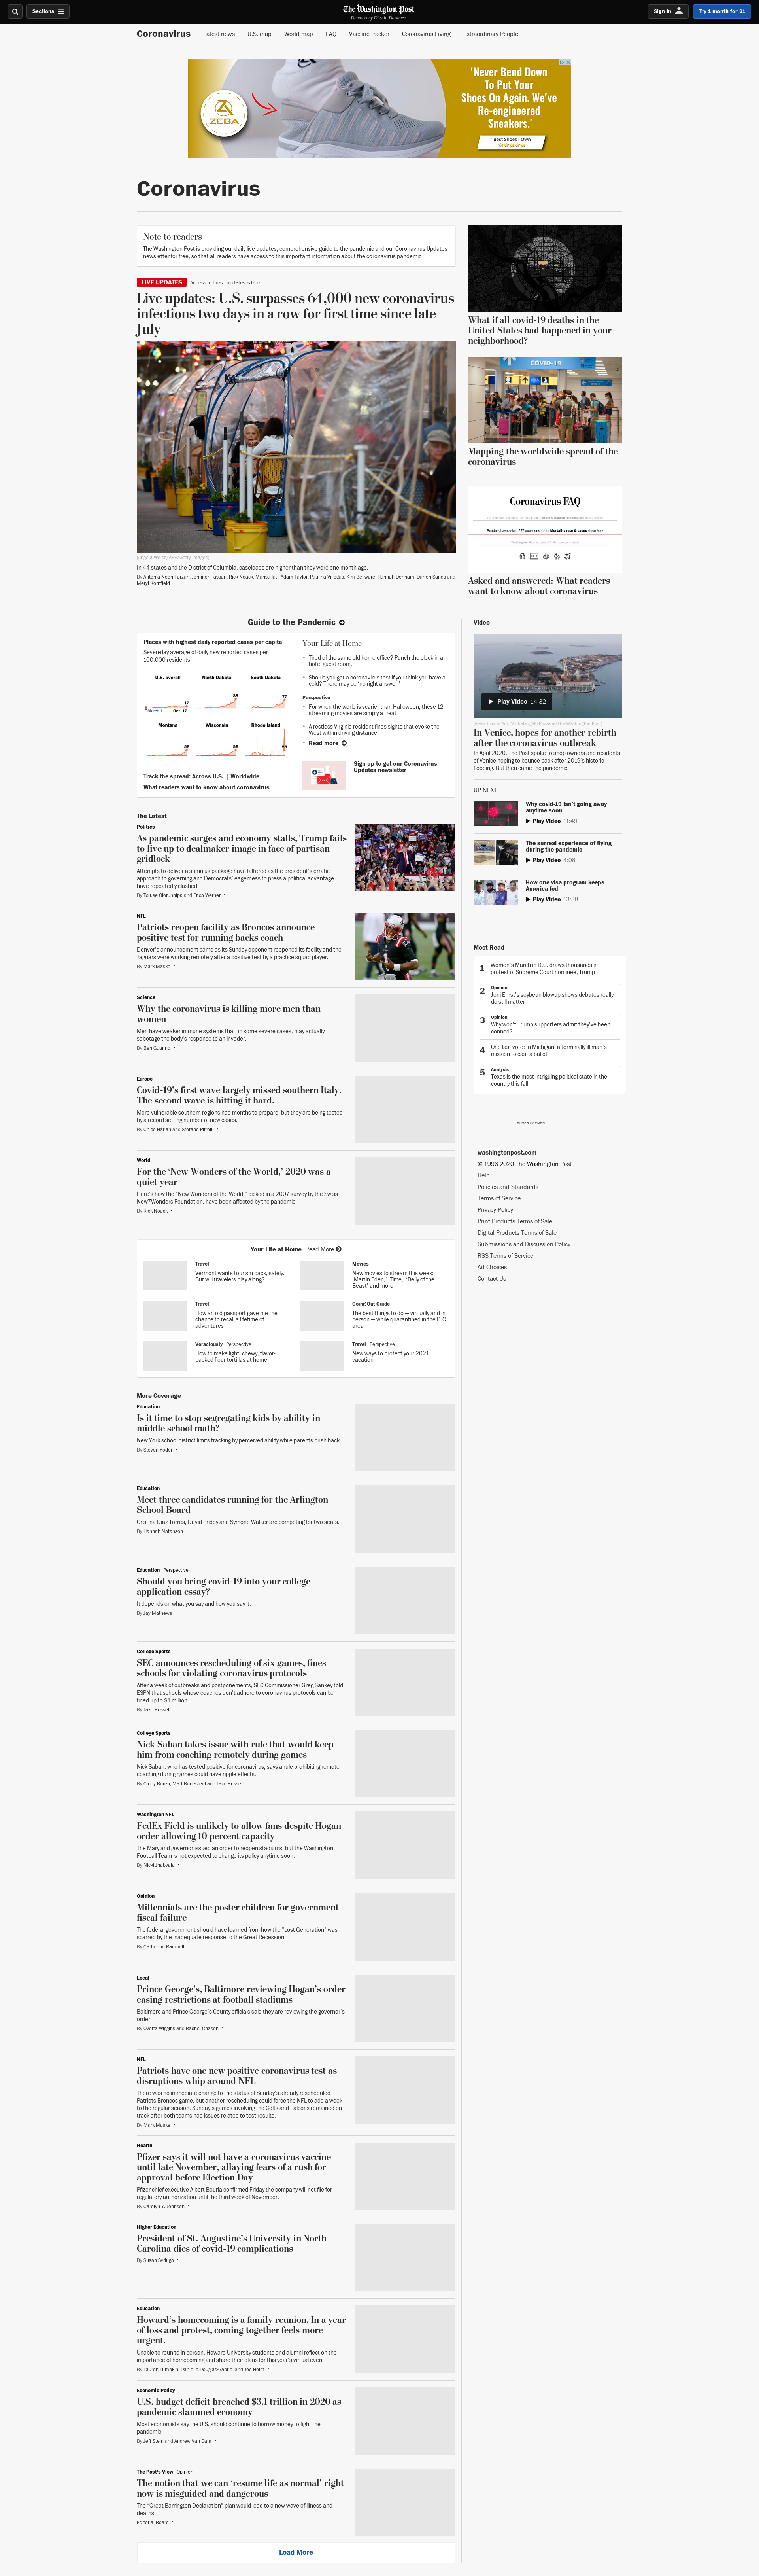 Sections
The Washington Post
Democracy Dies in Darkness
Sign In
Try 1 month for $1
Coronavirus
Latest news
U.S. map
World map
FAQ
Vaccine tracker
Coronavirus Living
Extraordinary People
ZEBA
'Never Bend Down
To Put Your
Shoes On Again. We've
Re-engineered
Sneakers.'
"Best Shoes I Own"
Coronavirus
Note to readers
The Washington Post is providing our daily live updates, comprehensive guide to the pandemic and our Coronavirus Updates
newsletter for free, so that all readers have access to this important information about the coronavirus pandemic
LIVE UPDATES Access to these updates is free
Live updates: U.S. surpasses 64,000 new coronavirus
infections two days in a row for first time since late
July
In 44 states and the District of Columbia, caseloads are higher than they were one month ago.
By Antonia Noori Farzan, Jennifer Hassan, Rick Noack, Marisa Iati, Adam Taylor, Paulina Villegas, Kim Bellware, Hannah Denham, Darren Sands and
Meryl Kornfield
What if all covid-19 deaths in the
United States had happened in your
neighborhood?
COVID-19
Mapping the worldwide spread of the
coronavirus
Coronavirus FAQ
Asked and answered: What readers
want to know about coronavirus
Guide to the Pandemic
Places with highest daily reported cases per capita
Seven-day average of daily new reported cases per
100,000 residents
U.S. overall
North Dakota
South Dakota
17
88
77
0
March 1
Oct. 17
Montana
Wisconsin
Rhode Island
56
56
55
Track the spread: Across U.S. | Worldwide
What readers want to know about coronavirus
Your Life at Home
Tired of the same old home office? Punch the clock in a
hotel guest room.
Should you get a coronavirus test if you think you have a
cold? There may be 'no right answer.'
Perspective
For when the world is scarier than Halloween, these 12
streaming movies are simply a treat
A restless Virginia resident finds sights that evoke the
West within driving distance
Read more
Sign up to get our Coronavirus
Updates newsletter
The Latest
Politics
As pandemic surges and economy stalls, Trump fails
to live up to dealmaker image in face of partisan
gridlock
Attempts to deliver a stimulus package have faltered as the president's erratic
approach to governing and Democrats' eagerness to press a political advantage
have repeatedly clashed.
By Toluse Olorunnipa and Erica Werner
NFL
Patriots reopen facility as Broncos announce
positive test for running backs coach
Denver's announcement came as its Sunday opponent reopened its facility and the
Jaguars were working remotely after a positive test by a practice squad player.
By Mark Maske
Science
Why the coronavirus is killing more men than
women
Men have weaker immune systems that, in some severe cases, may actually
sabotage the body's response to an invader.
By Ben Guarino
Europe
Covid-19's first wave largely missed southern Italy.
The second wave is hitting it hard.
More vulnerable southern regions had months to prepare, but they are being tested
by a record-setting number of new cases.
By Chico Harlan and Stefano Pitrelli
World
For the 'New Wonders of the World,' 2020 was a
quiet year
Here's how the "New Wonders of the World," picked in a 2007 survey by the Swiss
New7Wonders Foundation, have been affected by the pandemic.
By Rick Noack
Your Life at Home Read More
Travel
Vermont wants tourism back, safely.
But will travelers play along?
Movies
New movies to stream this week:
'Martin Eden,' 'Time,' 'Belly of the
Beast' and more
Travel
How an old passport gave me the
chance to recall a lifetime of
adventures
Going Out Guide
The best things to do — virtually and in
person — while quarantined in the D.C.
area
Voraciously Perspective
How to make light, chewy, flavor-
packed flour tortillas at home
Travel Perspective
New ways to protect your 2021
vacation
More Coverage
Education
Is it time to stop segregating kids by ability in
middle school math?
New York school district limits tracking by perceived ability while parents push back.
By Steven Yoder
Education
Meet three candidates running for the Arlington
School Board
Cristina Diaz-Torres, David Priddy and Symone Walker are competing for two seats.
By Hannah Natanson
Education Perspective
Should you bring covid-19 into your college
application essay?
It depends on what you say and how you say it.
By Jay Mathews
College Sports
SEC announces rescheduling of six games, fines
schools for violating coronavirus protocols
After a week of outbreaks and postponements, SEC Commissioner Greg Sankey told
ESPN that schools whose coaches don't adhere to coronavirus protocols can be
fined up to $1 million.
By Jake Russell
College Sports
Nick Saban takes issue with rule that would keep
him from coaching remotely during games
Nick Saban, who has tested positive for coronavirus, says a rule prohibiting remote
coaching during games could have ripple effects.
By Cindy Boren, Matt Bonesteel and Jake Russell
Washington NFL
FedEx Field is unlikely to allow fans despite Hogan
order allowing 10 percent capacity
The Maryland governor issued an order to reopen stadiums, but the Washington
Football Team is not expected to change its policy anytime soon.
By Nicki Jhabvala
Opinion
Millennials are the poster children for government
fiscal failure
The federal government should have learned from how the "Lost Generation" was
scarred by the inadequate response to the Great Recession.
By Catherine Rampell
Local
Prince George's, Baltimore reviewing Hogan's order
easing restrictions at football stadiums
Baltimore and Prince George's County officials said they are reviewing the governor's
order.
By Ovetta Wiggins and Rachel Chason
NFL
Patriots have one new positive coronavirus test as
disruptions whip around NFL
There was no immediate change to the status of Sunday's already rescheduled
Patriots-Broncos game, but another rescheduling could force the NFL to add a week
to the regular season. Sunday's games involving the Colts and Falcons remained on
track after both teams had issues related to test results.
By Mark Maske
Health
Pfizer says it will not have a coronavirus vaccine
until late November, allaying fears of a rush for
approval before Election Day
Pfizer chief executive Albert Bourla confirmed Friday the company will not file for
regulatory authorization until the third week of November.
By Carolyn Y. Johnson
Higher Education
President of St. Augustine's University in North
Carolina dies of covid-19 complications
By Susan Svrluga
Education
Howard's homecoming is a family reunion. In a year
of loss and protest, coming together feels more
urgent.
Unable to reunite in person, Howard University students and alumni reflect on the
importance of homecoming and share their plans for this year's virtual event.
By Lauren Lumpkin, Danielle Douglas-Gabriel and Joe Heim
Economic Policy
U.S. budget deficit breached $3.1 trillion in 2020 as
pandemic slammed economy
Most economists say the U.S. should continue to borrow money to fight the
pandemic.
By Jeff Stein and Andrew Van Dam
The Post's View Opinion
The notion that we can 'resume life as normal' right
now is misguided and dangerous
The "Great Barrington Declaration" plan would lead to a new wave of illness and
deaths.
Editorial Board
Load More
Video
Play Video 14:32
In Venice, hopes for another rebirth
after the coronavirus outbreak
In April 2020, The Post spoke to shop owners and residents
of Venice hoping to bounce back after 2019's historic
flooding. But then came the pandemic.
UP NEXT
Why covid-19 isn't going away
anytime soon
Play Video 11:49
The surreal experience of flying
during the pandemic
Play Video 4:08
How one visa program keeps
America fed
Play Video 13:38
Most Read
1 Women's March in D.C. draws thousands in
protest of Supreme Court nominee, Trump
2 Opinion
Joni Ernst's soybean blowup shows debates really
do still matter
3 Opinion
Why won't Trump supporters admit they've been
conned?
4 One last vote: In Michigan, a terminally ill man's
mission to cast a ballot
5 Analysis
Texas is the most intriguing political state in the
country this fall
ADVERTISEMENT
washingtonpost.com
© 1996-2020 The Washington Post
Help
Policies and Standards
Terms of Service
Privacy Policy
Print Products Terms of Sale
Digital Products Terms of Sale
Submissions and Discussion Policy
RSS Terms of Service
Ad Choices
Contact Us